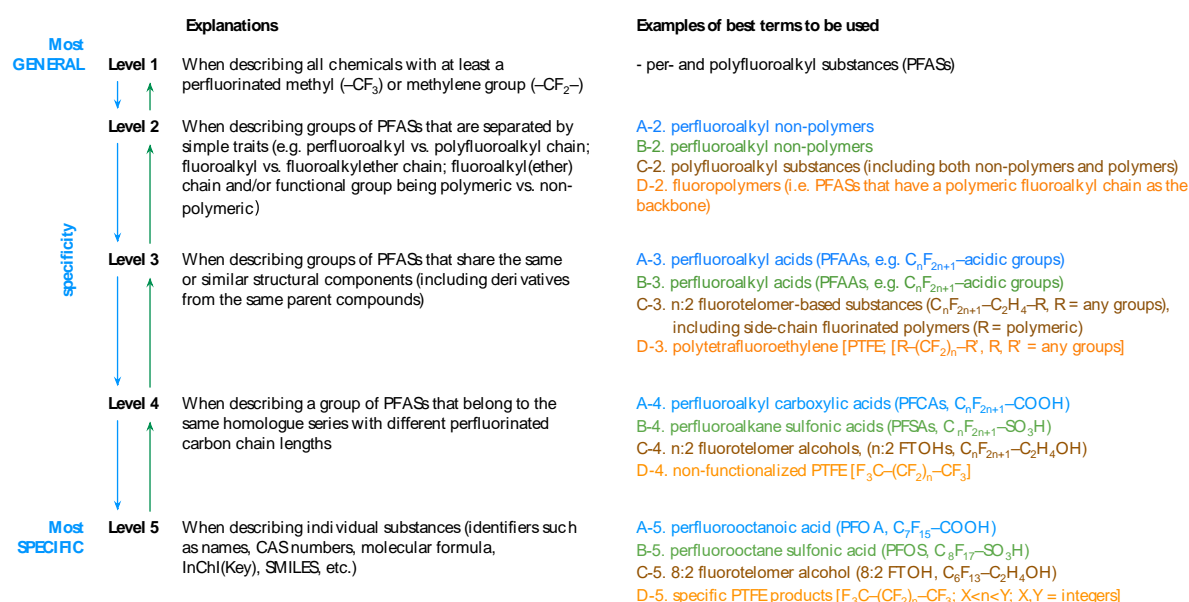 Explanations
Examples of best terms to be used
Most
GENERAL
Level 1
When describing all chemicals with at least a
perfluorinated methyl (–CF₃) or methylene group (–CF₂–)
- per- and polyfluoroalkyl substances (PFASs)
Level 2
When describing groups of PFASs that are separated by
simple traits (e.g. perfluoroalkyl vs. polyfluoroalkyl chain;
fluoroalkyl vs. fluoroalkylether chain; fluoroalkyl(ether)
chain and/or functional group being polymeric vs. non-
polymeric)
A-2. perfluoroalkyl non-polymers
B-2. perfluoroalkyl non-polymers
C-2. polyfluoroalkyl substances (including both non-polymers and polymers)
D-2. fluoropolymers (i.e. PFASs that have a polymeric fluoroalkyl chain as the
backbone)
specificity
Level 3
When describing groups of PFASs that share the same
or similar structural components (including derivatives
from the same parent compounds)
A-3. perfluoroalkyl acids (PFAAs, e.g. CₙF₂ₙ₊₁–acidic groups)
B-3. perfluoroalkyl acids (PFAAs, e.g. CₙF₂ₙ₊₁–acidic groups)
C-3. n:2 fluorotelomer-based substances (CₙF₂ₙ₊₁–C₂H₄–R, R = any groups),
including side-chain fluorinated polymers (R = polymeric)
D-3. polytetrafluoroethylene [PTFE; [R–(CF₂)ₙ–R', R, R' = any groups]
Level 4
When describing a group of PFASs that belong to the
same homologue series with different perfluorinated
carbon chain lengths
A-4. perfluoroalkyl carboxylic acids (PFCAs, CₙF₂ₙ₊₁–COOH)
B-4. perfluoroalkane sulfonic acids (PFSAs, CₙF₂ₙ₊₁–SO₃H)
C-4. n:2 fluorotelomer alcohols, (n:2 FTOHs, CₙF₂ₙ₊₁–C₂H₄OH)
D-4. non-functionalized PTFE [F₃C–(CF₂)ₙ–CF₃]
Most
SPECIFIC
Level 5
When describing individual substances (identifiers such
as names, CAS numbers, molecular formula,
InChI(Key), SMILES, etc.)
A-5. perfluorooctanoic acid (PFOA, C₇F₁₅–COOH)
B-5. perfluorooctane sulfonic acid (PFOS, C₈F₁₇–SO₃H)
C-5. 8:2 fluorotelomer alcohol (8:2 FTOH, C₆F₁₃–C₂H₄OH)
D-5. specific PTFE products [F₃C–(CF₂)ₙ–CF₃; X<n<Y; X,Y = integers]